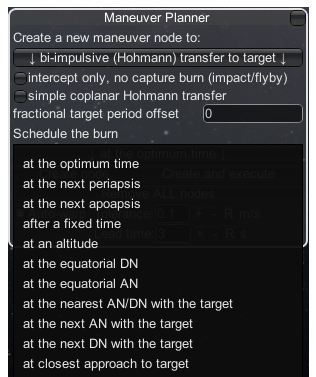 Maneuver Planner
Create a new maneuver node to:
↓ bi-impulsive (Hohmann) transfer to target ↓
intercept only, no capture burn (impact/flyby)
simple coplanar Hohmann transfer
fractional target period offset 0
Schedule the burn
at the optimum time
at the next periapsis
at the next apoapsis
after a fixed time
at an altitude
at the equatorial DN
at the equatorial AN
at the nearest AN/DN with the target
at the next AN with the target
at the next DN with the target
at closest approach to target